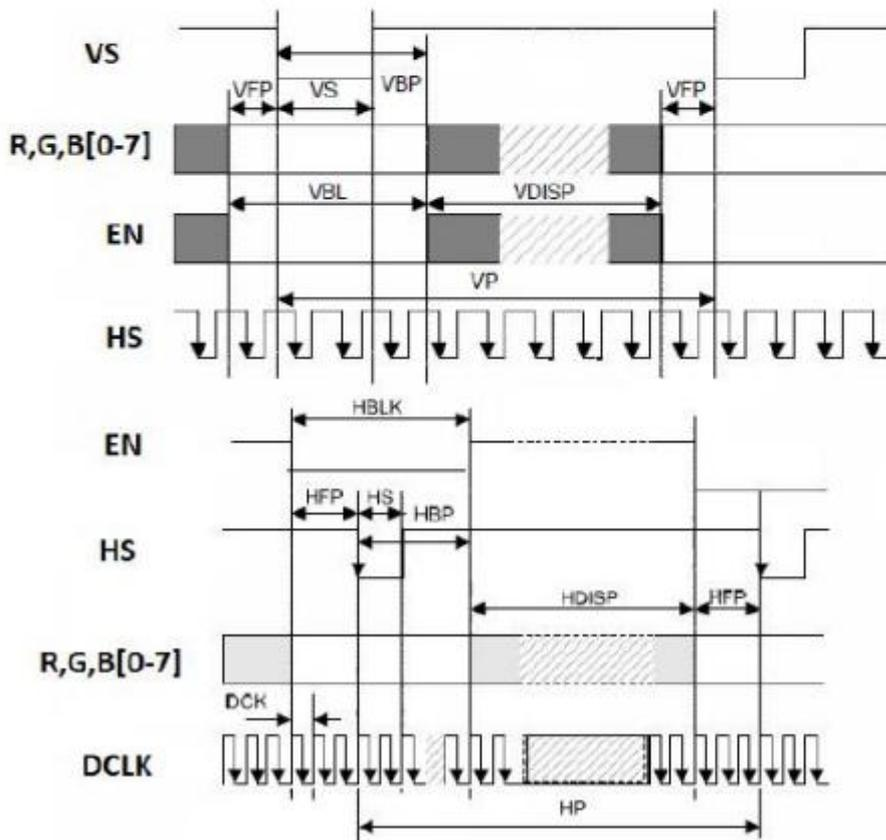 VS
VFP
VS
VBP
VFP
R,G,B[0-7]
VBL
VDISP
EN
VP
HS
HBLK
EN
HFP
HS
HBP
HS
HDISP
HFP
R,G,B[0-7]
DCK
DCLK
HP